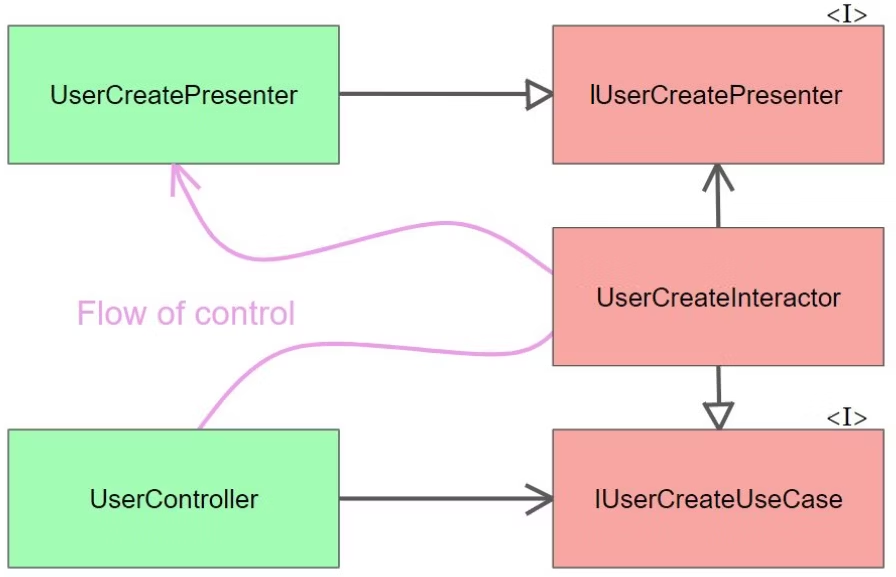 <I>
UserCreatePresenter
IUserCreatePresenter
UserCreateInteractor
Flow of control
<I>
UserController
IUserCreateUseCase